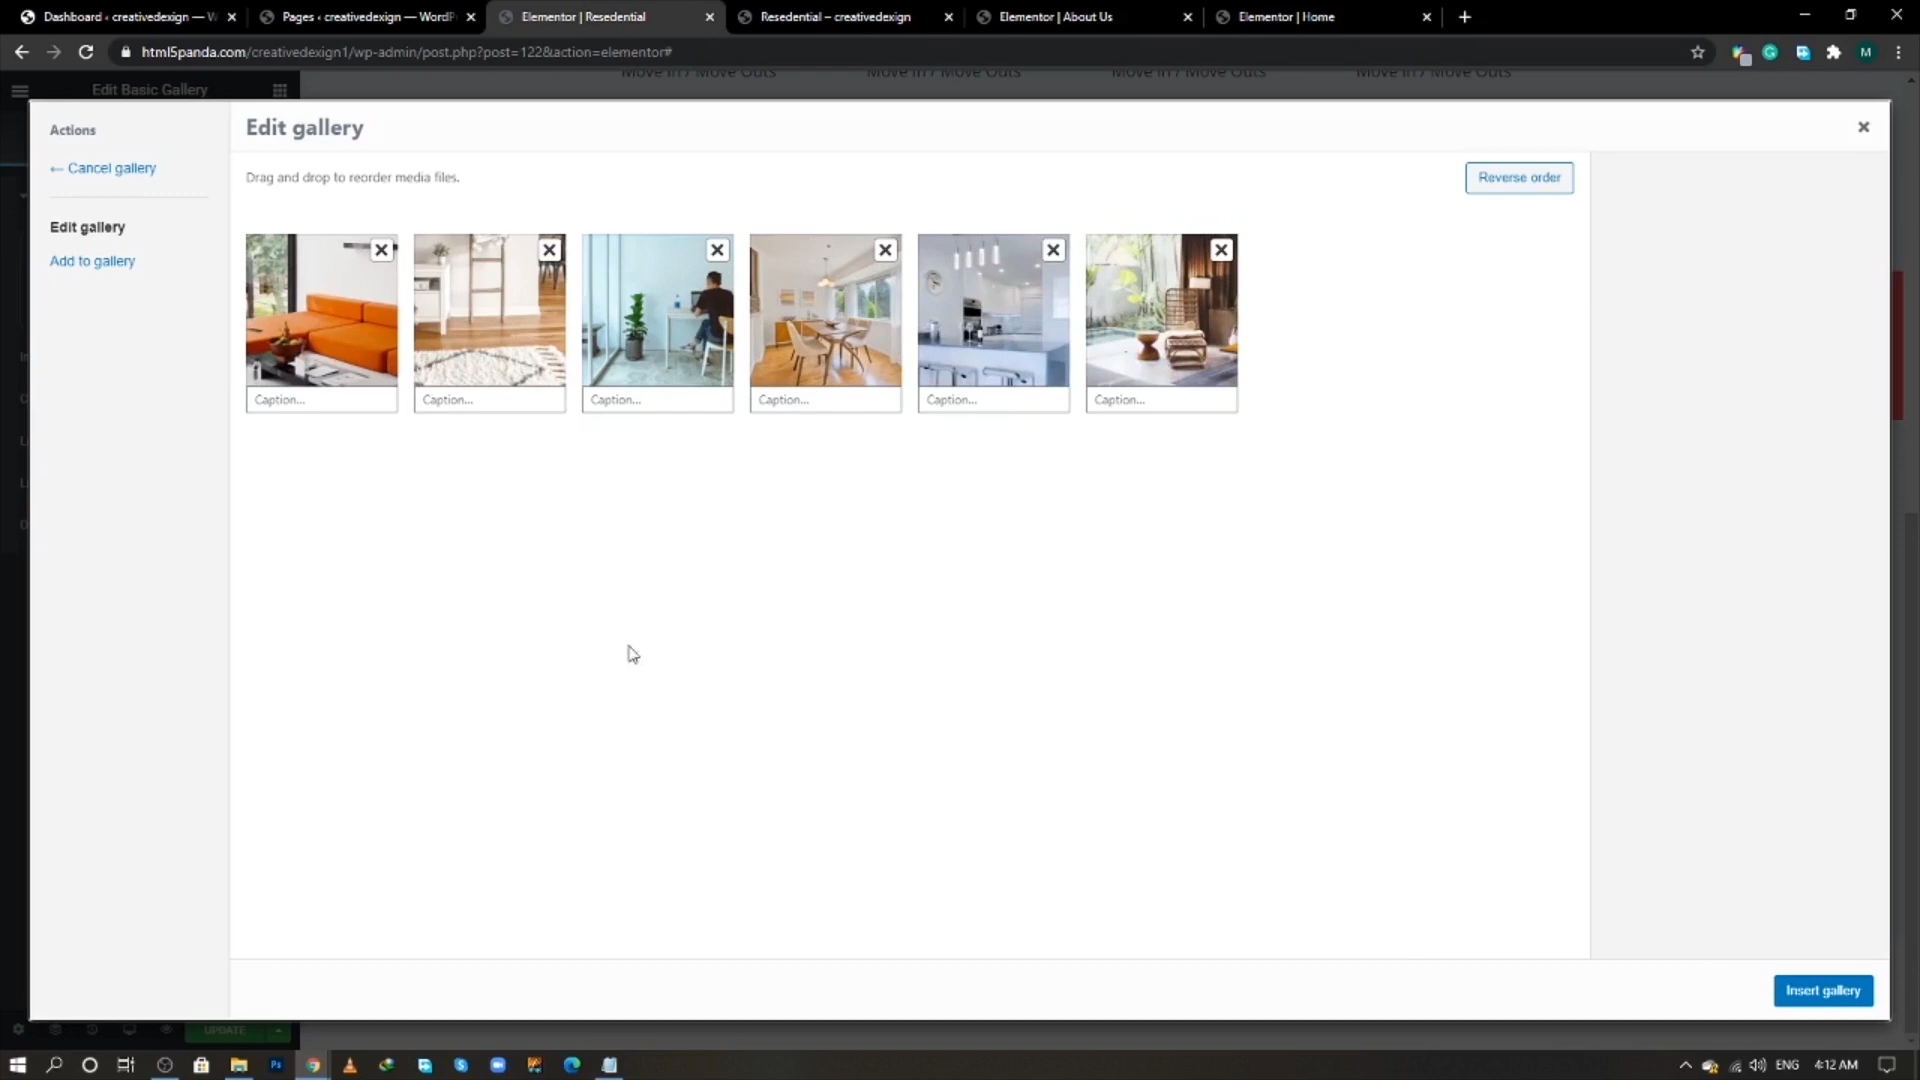 Dashboard ‹ creativedexign — W
Pages ‹ creativedexign — WordP
Elementor | Resedential
Resedential – creativedexign
Elementor | About Us
Elementor | Home
html5panda.com/creativedexign1/wp-admin/post.php?post=122&action=elementor#
M
Move In / Move Outs
Move In / Move Outs
Move In / Move Outs
Move In / Move Outs
Edit Basic Gallery
Actions
← Cancel gallery
Edit gallery
Add to gallery
Edit gallery
Drag and drop to reorder media files.
Reverse order
Caption...
Caption...
Caption...
Caption...
Caption...
Caption...
Insert gallery
UPDATE
Ps
ENG
4:12 AM